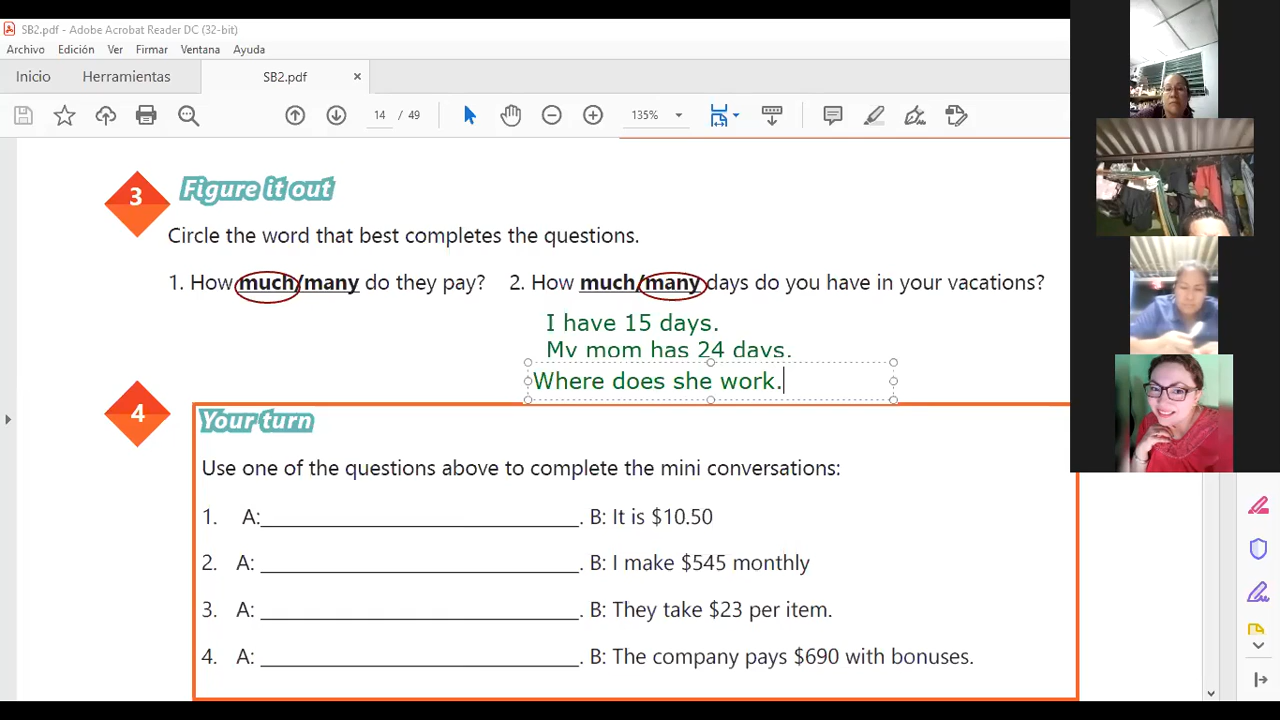 SB2.pdf - Adobe Acrobat Reader DC (32-bit)
Archivo Edición Ver Firmar Ventana Ayuda
Inicio Herramientas SB2.pdf ×
14 / 49 135%
3 Figure it out
Circle the word that best completes the questions.
1. How much/many do they pay? 2. How much/many days do you have in your vacations?
I have 15 days.
My mom has 24 days.
Where does she work.
4 Your turn
Use one of the questions above to complete the mini conversations:
1. A:______________________________. B: It is $10.50
2. A: ______________________________. B: I make $545 monthly
3. A: ______________________________. B: They take $23 per item.
4. A: ______________________________. B: The company pays $690 with bonuses.